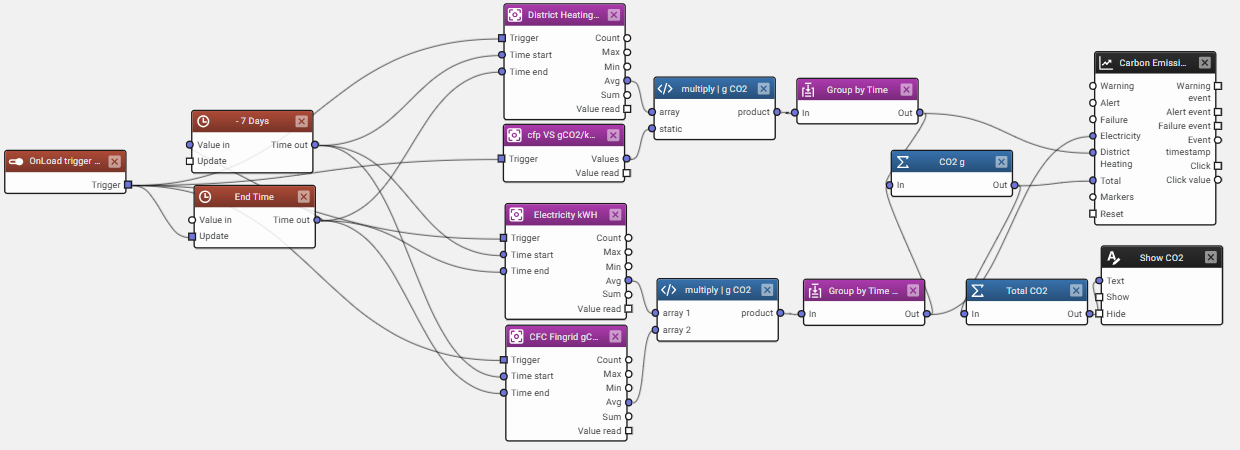 OnLoad trigger ...
Trigger
- 7 Days
Value in
Time out
Update
End Time
Value in
Time out
Update
District Heating...
Trigger
Count
Time start
Max
Time end
Min
Avg
Sum
Value read
cfp VS gCO2/k...
Trigger
Values
Value read
Electricity kWH
Trigger
Count
Time start
Max
Time end
Min
Avg
Sum
Value read
CFC Fingrid gC...
Trigger
Count
Time start
Max
Time end
Min
Avg
Sum
Value read
multiply | g CO2
array
product
static
multiply | g CO2
array 1
product
array 2
Group by Time
In
Out
Group by Time ...
In
Out
CO2 g
In
Out
Total CO2
In
Out
Carbon Emissi...
Warning
Warning event
Alert
Alert event
Failure
Failure event
Electricity
Event timestamp
District Heating
Click
Total
Click value
Markers
Reset
Show CO2
Text
Show
Hide